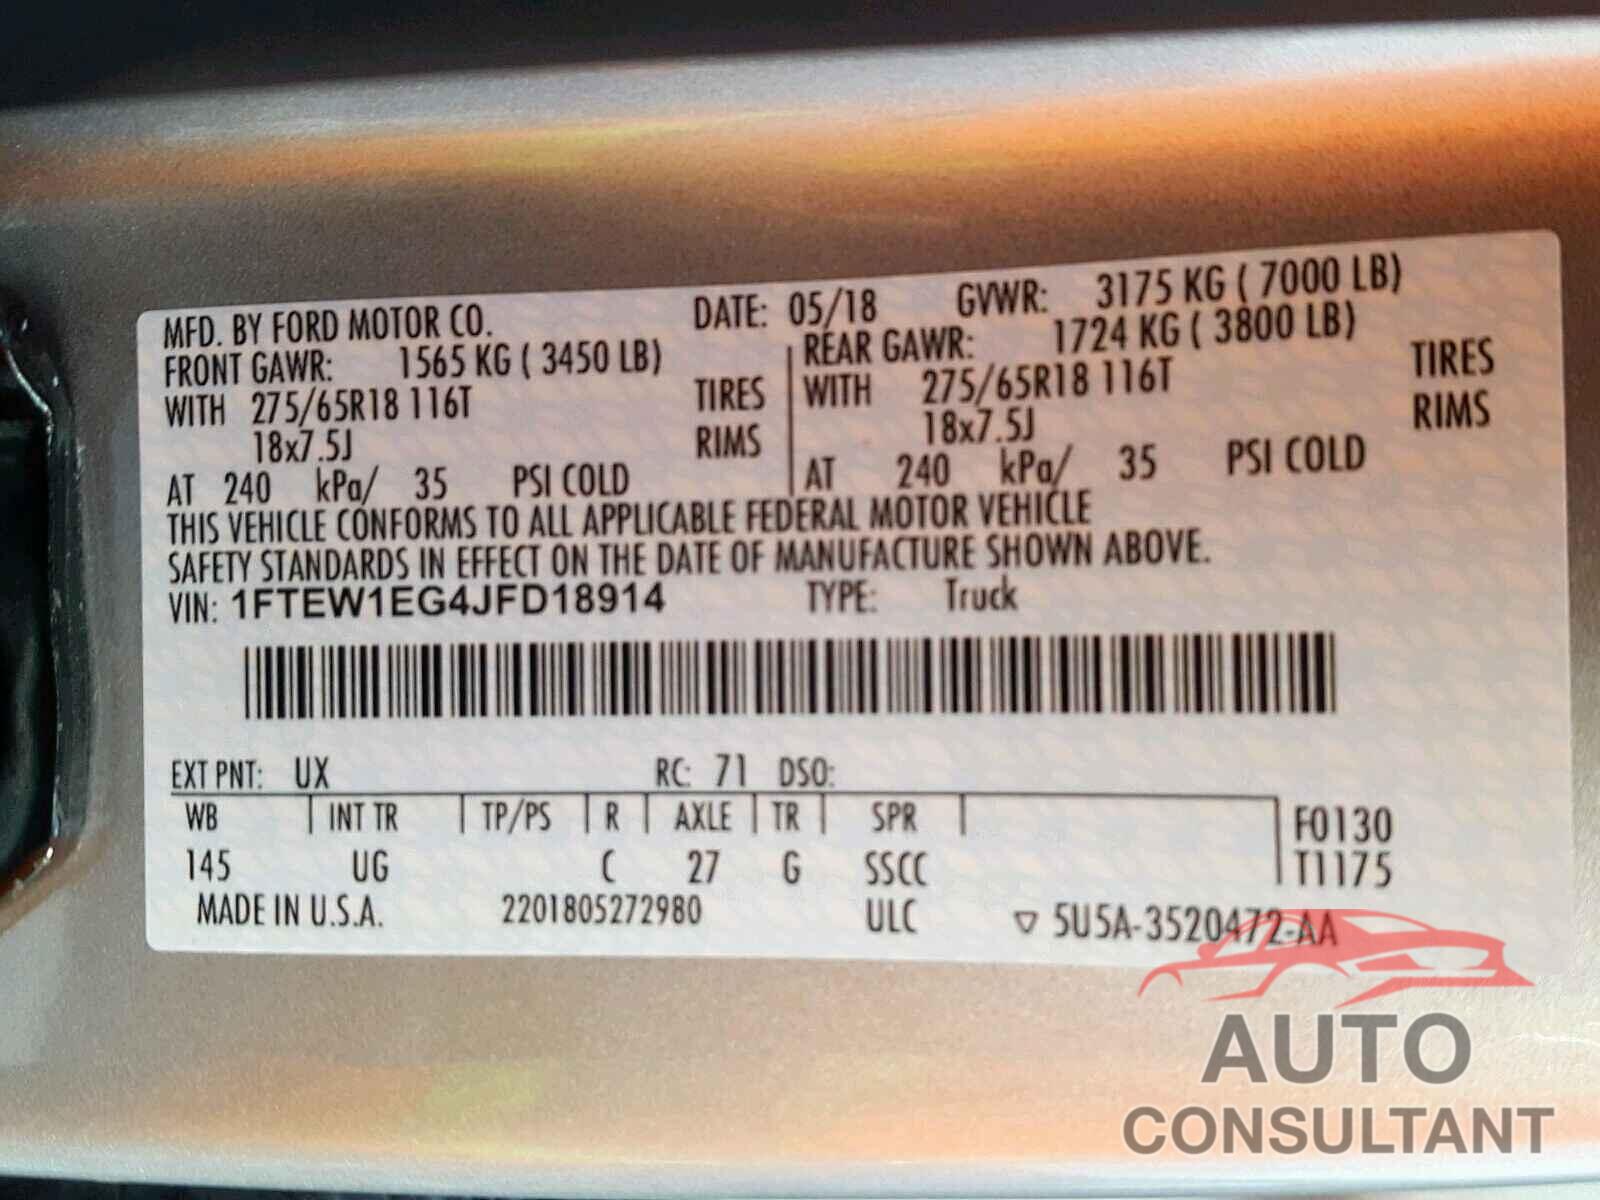 MFD. BY FORD MOTOR CO. DATE: 05/18 GVWR: 3175 KG ( 7000 LB)
FRONT GAWR: 1565 KG ( 3450 LB) REAR GAWR: 1724 KG ( 3800 LB)
WITH 275/65R18 116T TIRES WITH 275/65R18 116T TIRES
18x7.5J RIMS 18x7.5J RIMS
AT 240 kPa/ 35 PSI COLD AT 240 kPa/ 35 PSI COLD
THIS VEHICLE CONFORMS TO ALL APPLICABLE FEDERAL MOTOR VEHICLE
SAFETY STANDARDS IN EFFECT ON THE DATE OF MANUFACTURE SHOWN ABOVE.
VIN: 1FTEW1EG4JFD18914 TYPE: Truck
EXT PNT: UX RC: 71 DSO:
WB INT TR TP/PS R AXLE TR SPR F0130
145 UG C 27 G SSCC T1175
MADE IN U.S.A. 2201805272980 ULC ▽ 5U5A-3520472-AA
AUTO
CONSULTANT